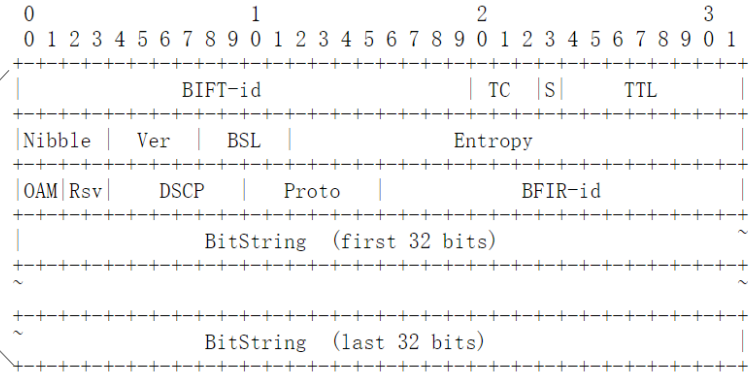 0 1 2 3
0 1 2 3 4 5 6 7 8 9 0 1 2 3 4 5 6 7 8 9 0 1 2 3 4 5 6 7 8 9 0 1
+-+-+-+-+-+-+-+-+-+-+-+-+-+-+-+-+-+-+-+-+-+-+-+-+-+-+-+-+-+-+-+-+
| BIFT-id | TC |S| TTL |
+-+-+-+-+-+-+-+-+-+-+-+-+-+-+-+-+-+-+-+-+-+-+-+-+-+-+-+-+-+-+-+-+
|Nibble | Ver | BSL | Entropy |
+-+-+-+-+-+-+-+-+-+-+-+-+-+-+-+-+-+-+-+-+-+-+-+-+-+-+-+-+-+-+-+-+
|OAM|Rsv| DSCP | Proto | BFIR-id |
+-+-+-+-+-+-+-+-+-+-+-+-+-+-+-+-+-+-+-+-+-+-+-+-+-+-+-+-+-+-+-+-+
| BitString (first 32 bits) ~
+-+-+-+-+-+-+-+-+-+-+-+-+-+-+-+-+-+-+-+-+-+-+-+-+-+-+-+-+-+-+-+-+
~ ~
+-+-+-+-+-+-+-+-+-+-+-+-+-+-+-+-+-+-+-+-+-+-+-+-+-+-+-+-+-+-+-+-+
~ BitString (last 32 bits) |
+-+-+-+-+-+-+-+-+-+-+-+-+-+-+-+-+-+-+-+-+-+-+-+-+-+-+-+-+-+-+-+-+